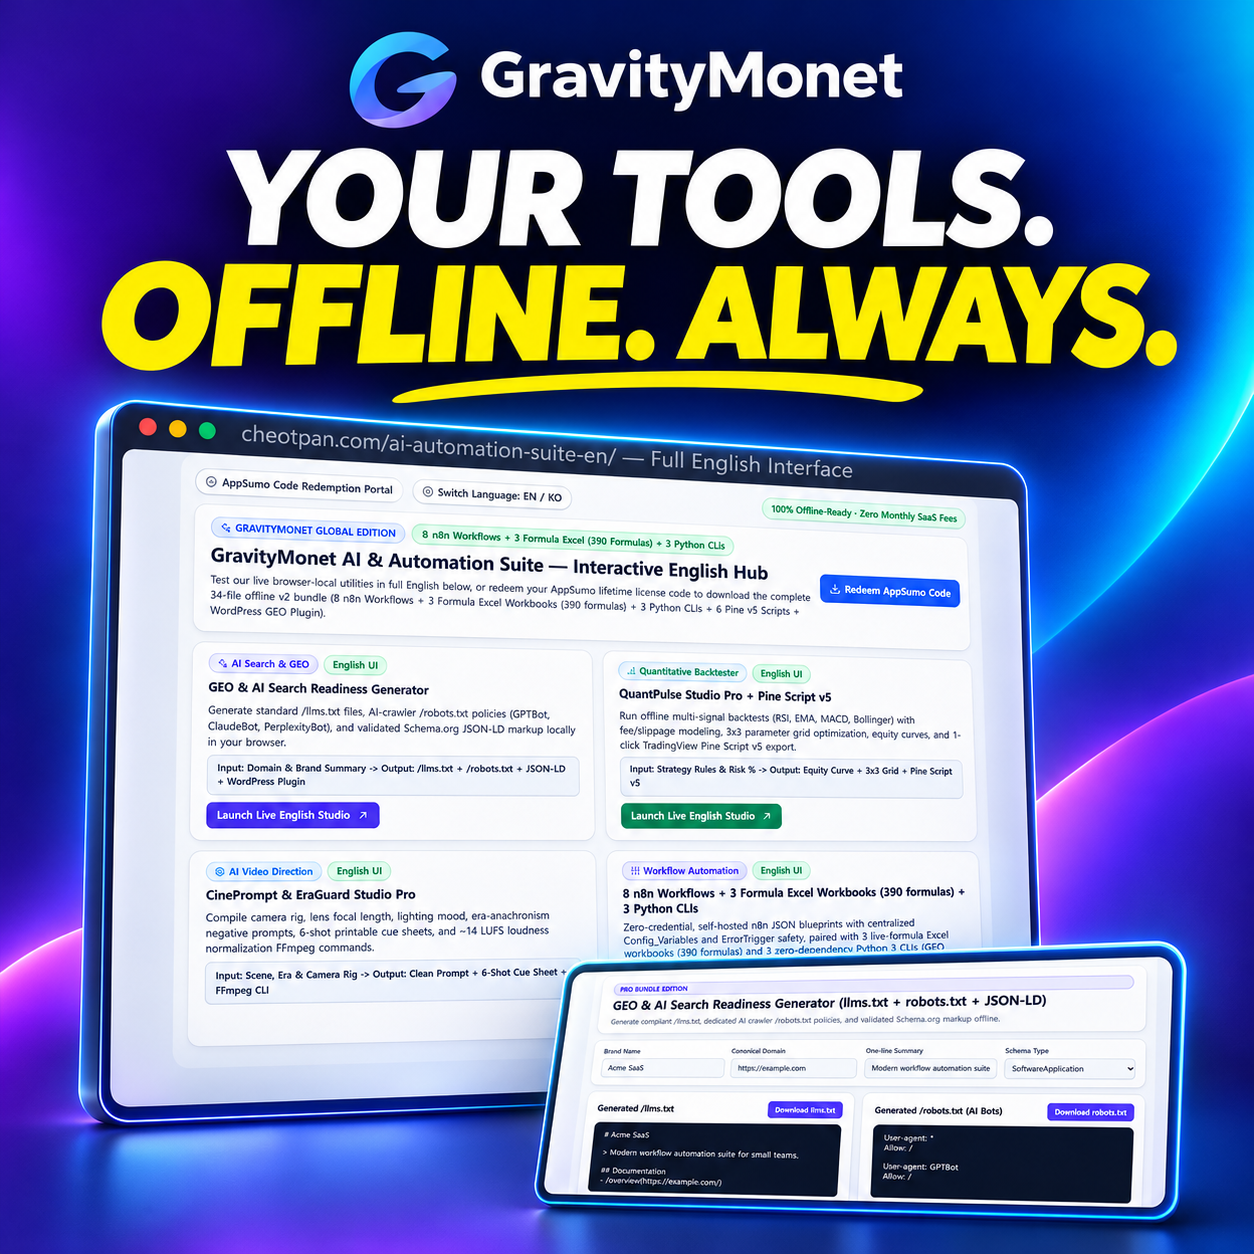 GravityMonet
YOUR TOOLS.
OFFLINE. ALWAYS.
cheotpan.com/ai-automation-suite-en/ — Full English Interface
AppSumo Code Redemption Portal
Switch Language: EN / KO
100% Offline-Ready · Zero Monthly SaaS Fees
GRAVITYMONET GLOBAL EDITION
8 n8n Workflows + 3 Formula Excel (390 Formulas) + 3 Python CLIs
GravityMonet AI & Automation Suite — Interactive English Hub
Test our live browser-local utilities in full English below, or redeem your AppSumo lifetime license code to download the complete
34-file offline v2 bundle (8 n8n Workflows + 3 Formula Excel Workbooks (390 formulas) + 3 Python CLIs + 6 Pine v5 Scripts +
WordPress GEO Plugin).
Redeem AppSumo Code
AI Search & GEO
English UI
GEO & AI Search Readiness Generator
Generate standard /llms.txt files, AI-crawler /robots.txt policies (GPTBot,
ClaudeBot, PerplexityBot), and validated Schema.org JSON-LD markup locally
in your browser.
Input: Domain & Brand Summary -> Output: /llms.txt + /robots.txt + JSON-LD
+ WordPress Plugin
Launch Live English Studio
Quantitative Backtester
English UI
QuantPulse Studio Pro + Pine Script v5
Run offline multi-signal backtests (RSI, EMA, MACD, Bollinger) with
fee/slippage modeling, 3x3 parameter grid optimization, equity curves, and 1-
click TradingView Pine Script v5 export.
Input: Strategy Rules & Risk % -> Output: Equity Curve + 3x3 Grid + Pine Script
v5
Launch Live English Studio
AI Video Direction
English UI
CinePrompt & EraGuard Studio Pro
Compile camera rig, lens focal length, lighting mood, era-anachronism
negative prompts, 6-shot printable cue sheets, and ~14 LUFS loudness
normalization FFmpeg commands.
Input: Scene, Era & Camera Rig -> Output: Clean Prompt + 6-Shot Cue Sheet +
FFmpeg CLI
Workflow Automation
English UI
8 n8n Workflows + 3 Formula Excel Workbooks (390 formulas) +
3 Python CLIs
Zero-credential, self-hosted n8n JSON blueprints with centralized
Config_Variables and ErrorTrigger safety, paired with 3 live-formula Excel
workbooks (390 formulas) and 3 zero-dependency Python 3 CLIs (GEO
PRO BUNDLE EDITION
GEO & AI Search Readiness Generator (llms.txt + robots.txt + JSON-LD)
Generate compliant /llms.txt, dedicated AI crawler /robots.txt policies, and validated Schema.org markup offline.
Brand Name
Canonical Domain
One-line Summary
Schema Type
Acme SaaS
https://example.com
Modern workflow automation suite
SoftwareApplication
Generated /llms.txt
Download llms.txt
# Acme SaaS
> Modern workflow automation suite for small teams.
## Documentation
- /overview(https://example.com/)
Generated /robots.txt (AI Bots)
Download robots.txt
User-agent: *
Allow: /
User-agent: GPTBot
Allow: /